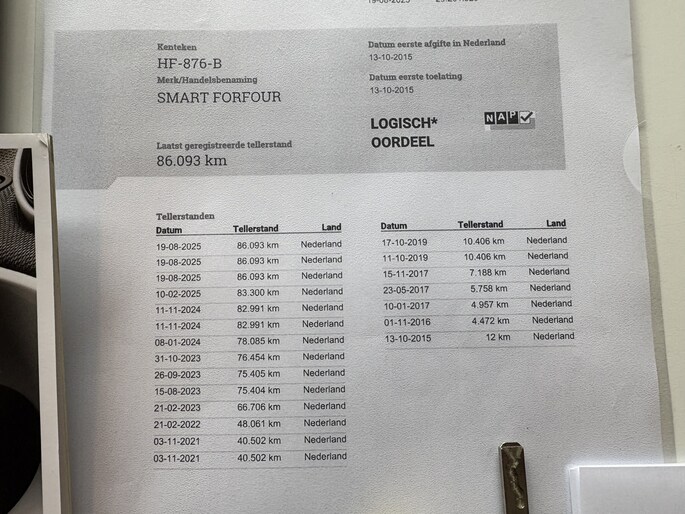 Kenteken
HF-876-B
Merk/Handelsbenaming
SMART FORFOUR
Laatst geregistreerde tellerstand
86.093 km
Datum eerste afgifte in Nederland
13-10-2015
Datum eerste toelating
13-10-2015
LOGISCH*
OORDEEL
NAP
Tellerstanden
Datum Tellerstand Land
19-08-2025 86.093 km Nederland
19-08-2025 86.093 km Nederland
19-08-2025 86.093 km Nederland
10-02-2025 83.300 km Nederland
11-11-2024 82.991 km Nederland
11-11-2024 82.991 km Nederland
08-01-2024 78.085 km Nederland
31-10-2023 76.454 km Nederland
26-09-2023 75.405 km Nederland
15-08-2023 75.404 km Nederland
21-02-2023 66.706 km Nederland
21-02-2022 48.061 km Nederland
03-11-2021 40.502 km Nederland
03-11-2021 40.502 km Nederland
Datum Tellerstand Land
17-10-2019 10.406 km Nederland
11-10-2019 10.406 km Nederland
15-11-2017 7.188 km Nederland
23-05-2017 5.758 km Nederland
10-01-2017 4.957 km Nederland
01-11-2016 4.472 km Nederland
13-10-2015 12 km Nederland